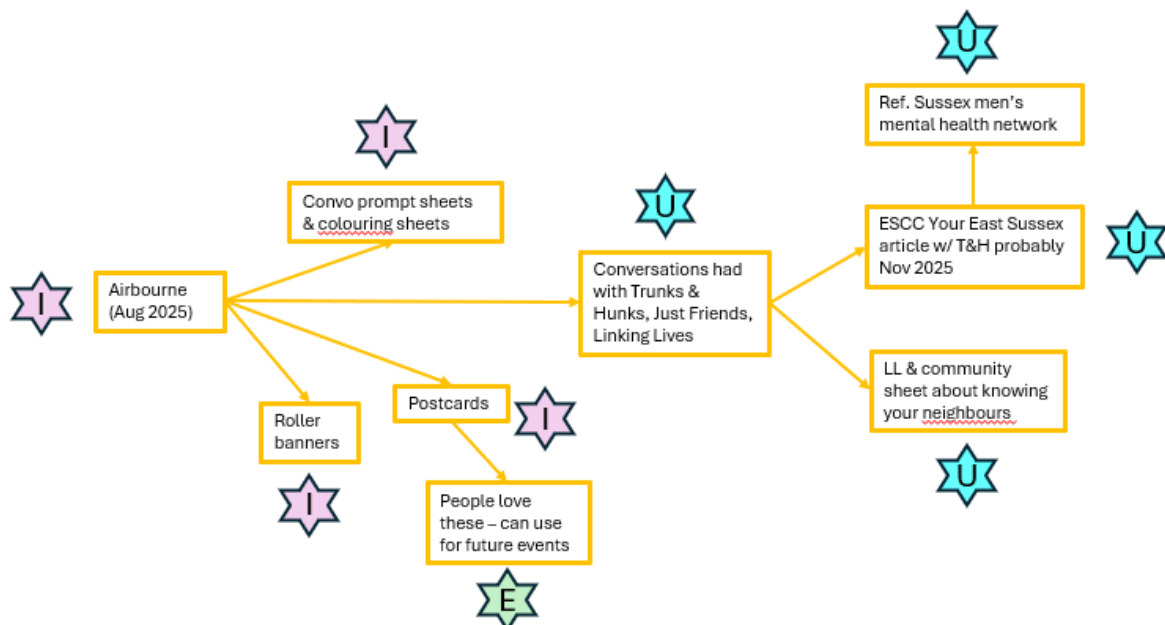 U
Ref. Sussex men’s
mental health network
I
Convo prompt sheets
& colouring sheets
U
ESCC Your East Sussex
article w/ T&H probably
Nov 2025
U
I
Airbourne
(Aug 2025)
Conversations had
with Trunks &
Hunks, Just Friends,
Linking Lives
LL & community
sheet about knowing
your neighbours
U
Postcards
I
Roller
banners
I
People love
these – can use
for future events
E